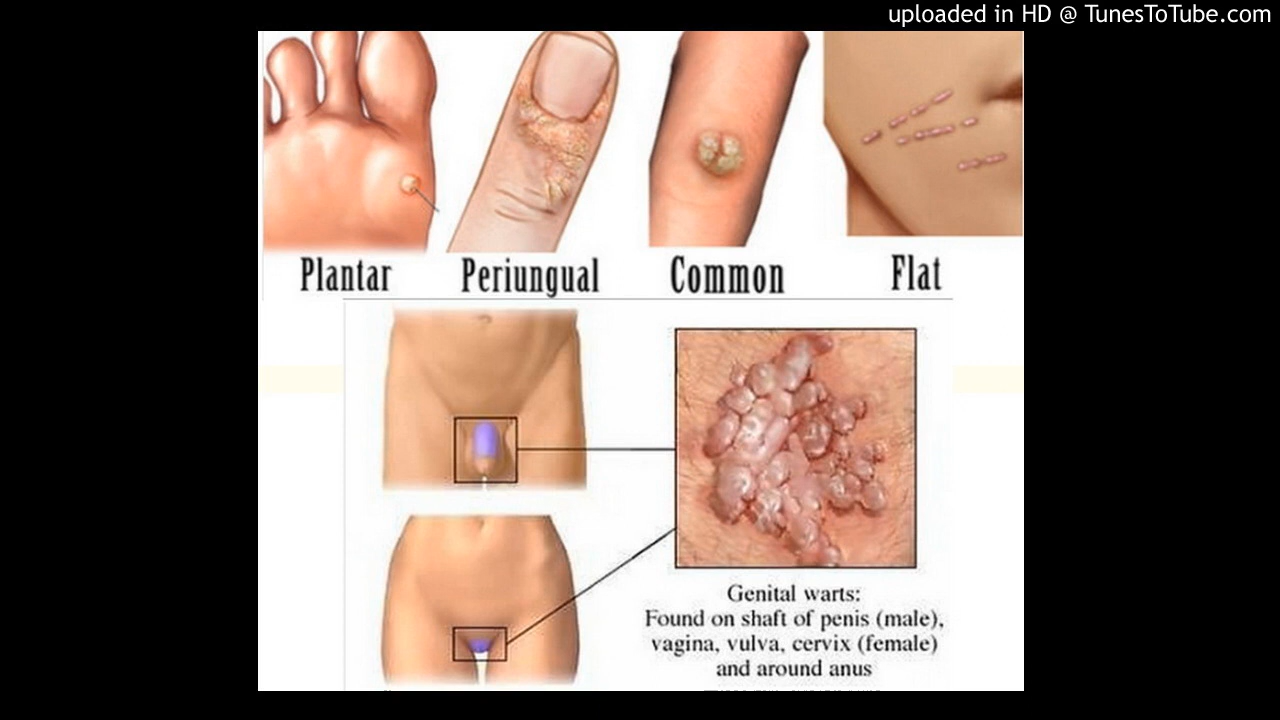 uploaded in HD @ TunesToTube.com
Plantar Periungual Common Flat
Genital warts:
Found on shaft of penis (male),
vagina, vulva, cervix (female)
and around anus